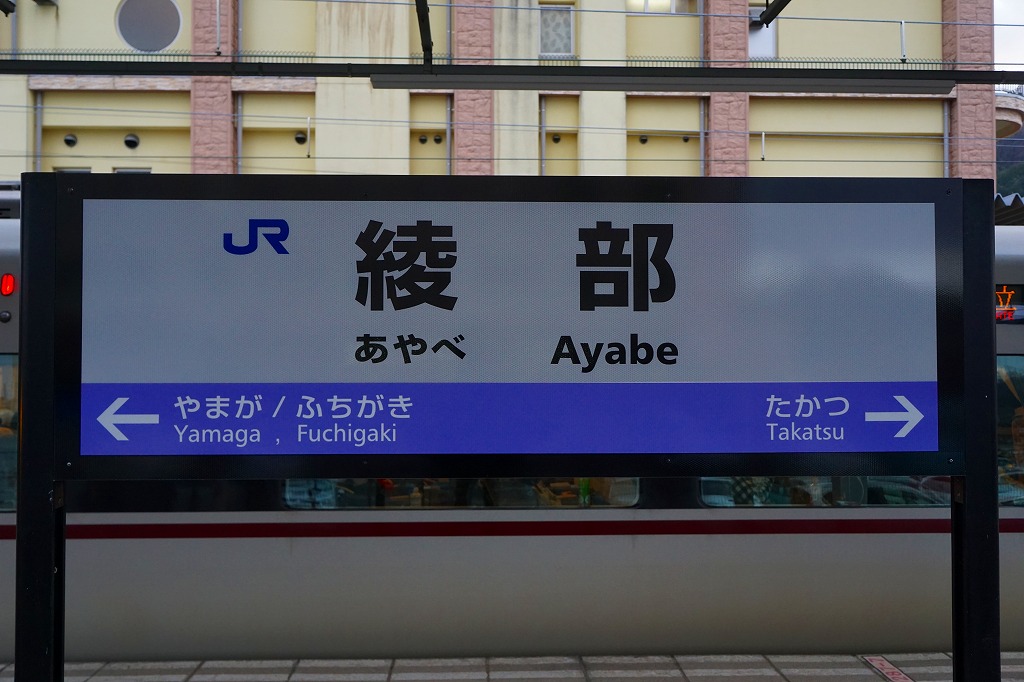 JR
綾部
あやべ Ayabe
← やまが / ふちがき
Yamaga , Fuchigaki
たかつ →
Takatsu
立